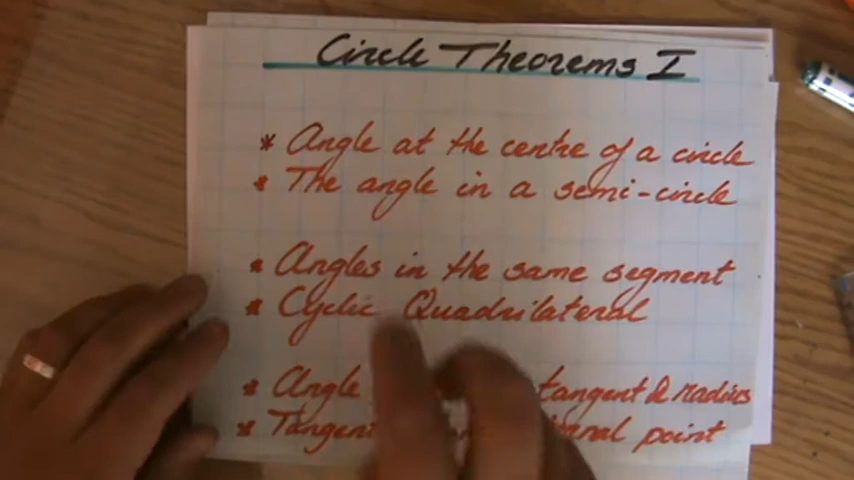 Circle Theorems I
* Angle at the centre of a circle
* The angle in a semi-circle
* Angles in the same segment
* Cyclic Quadrilateral
* Angle tangent & radius
* Tangent point